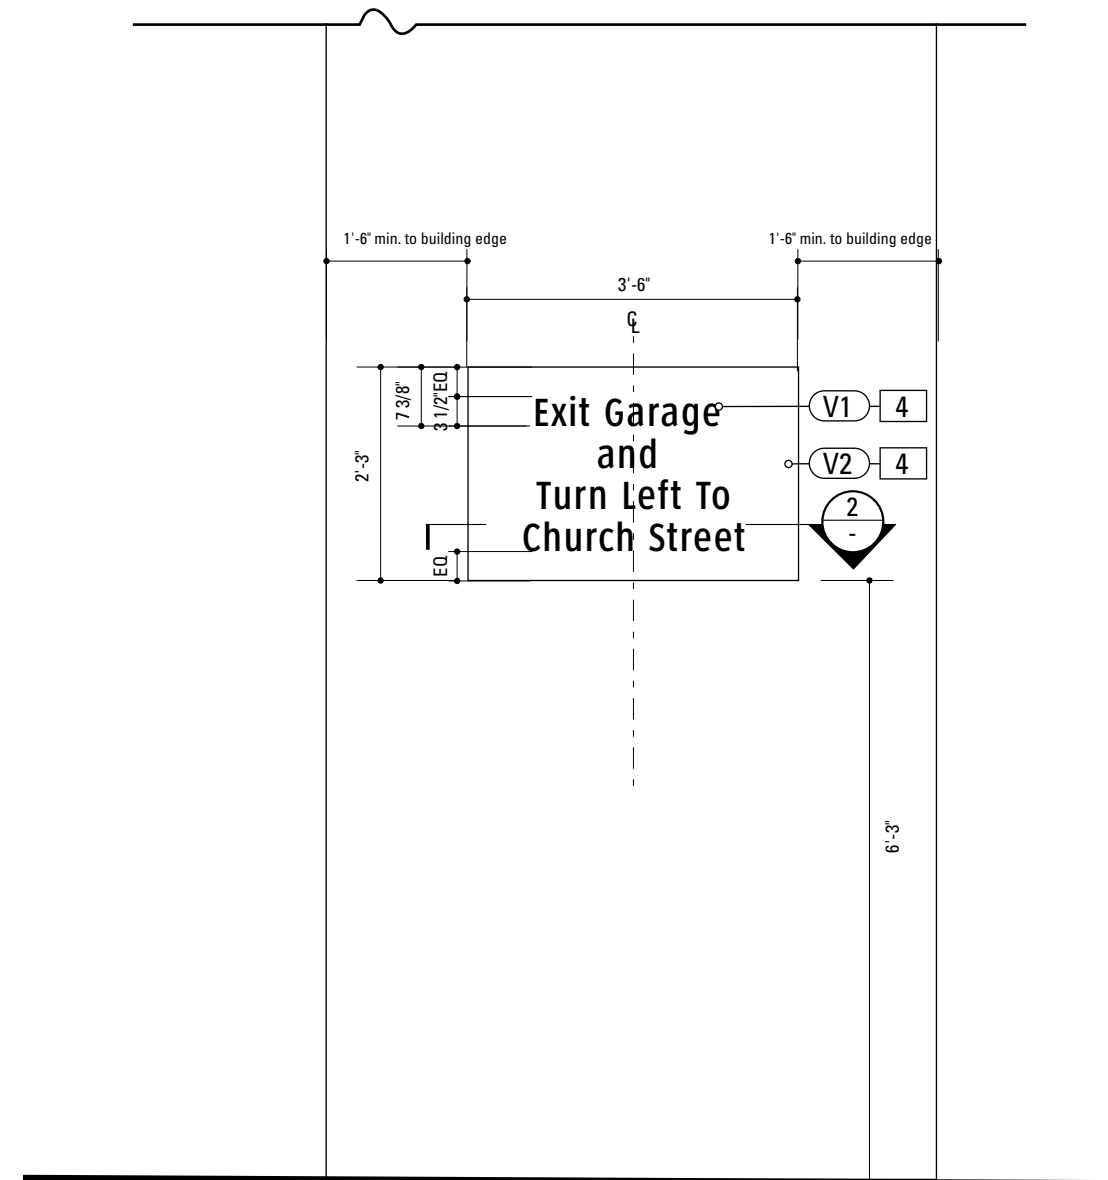 1'-6" min. to building edge
1'-6" min. to building edge
3'-6"
CL
EQ
7 3/8"
3 1/2"
2'-3"
Exit Garage
and
Turn Left To
Church Street
V1 4
V2 4
2
-
EQ
6'-3"